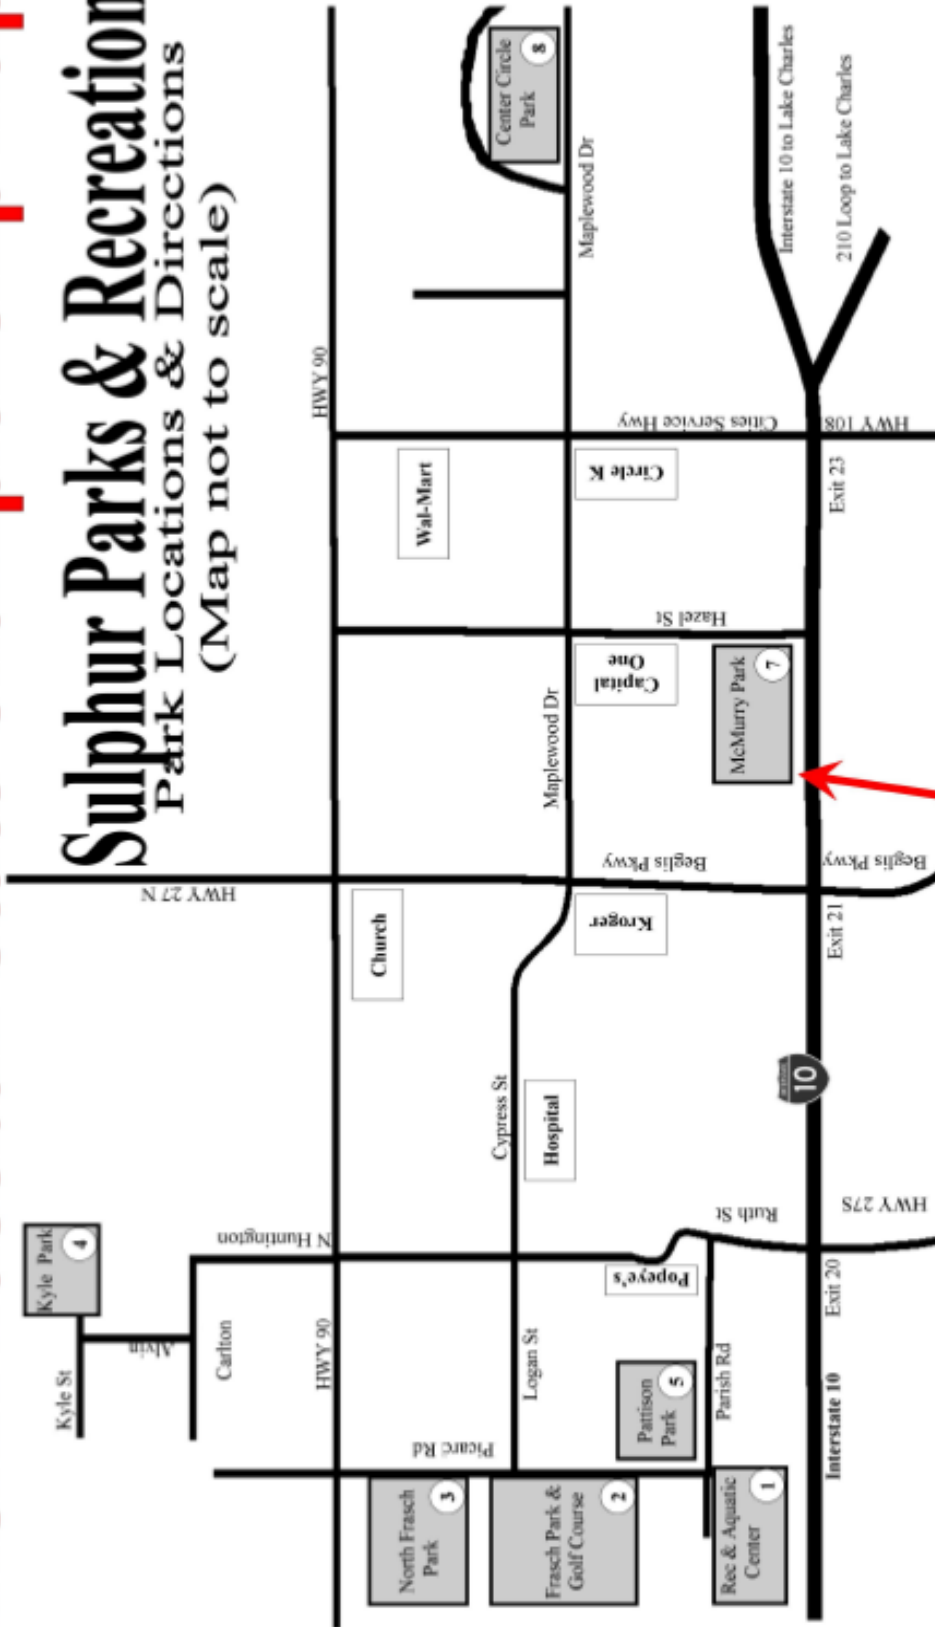 Sulphur Parks & Recreation
Park Locations & Directions
(Map not to scale)
Kyle Park
4
Kyle St
Alvin
Carlton
N Huntington
HWY 27 N
HWY 90
HWY 90
Church
Wal-Mart
Center Circle
Park
8
North Frasch
Park
3
Picard Rd
Cypress St
Hospital
Logan St
Maplewood Dr
Maplewood Dr
Cities Service Hwy
Circle K
Capital
One
Hazel St
Kroger
Beglis Pkwy
Frasch Park &
Golf Course
2
Pattison
Park
5
Popeye's
Ruth St
Parish Rd
McMurry Park
7
Rec & Aquatic
Center
1
10
Interstate 10 to Lake Charles
210 Loop to Lake Charles
Interstate 10
Exit 20
HWY 27S
Exit 21
Beglis Pkwy
Exit 23
HWY 108